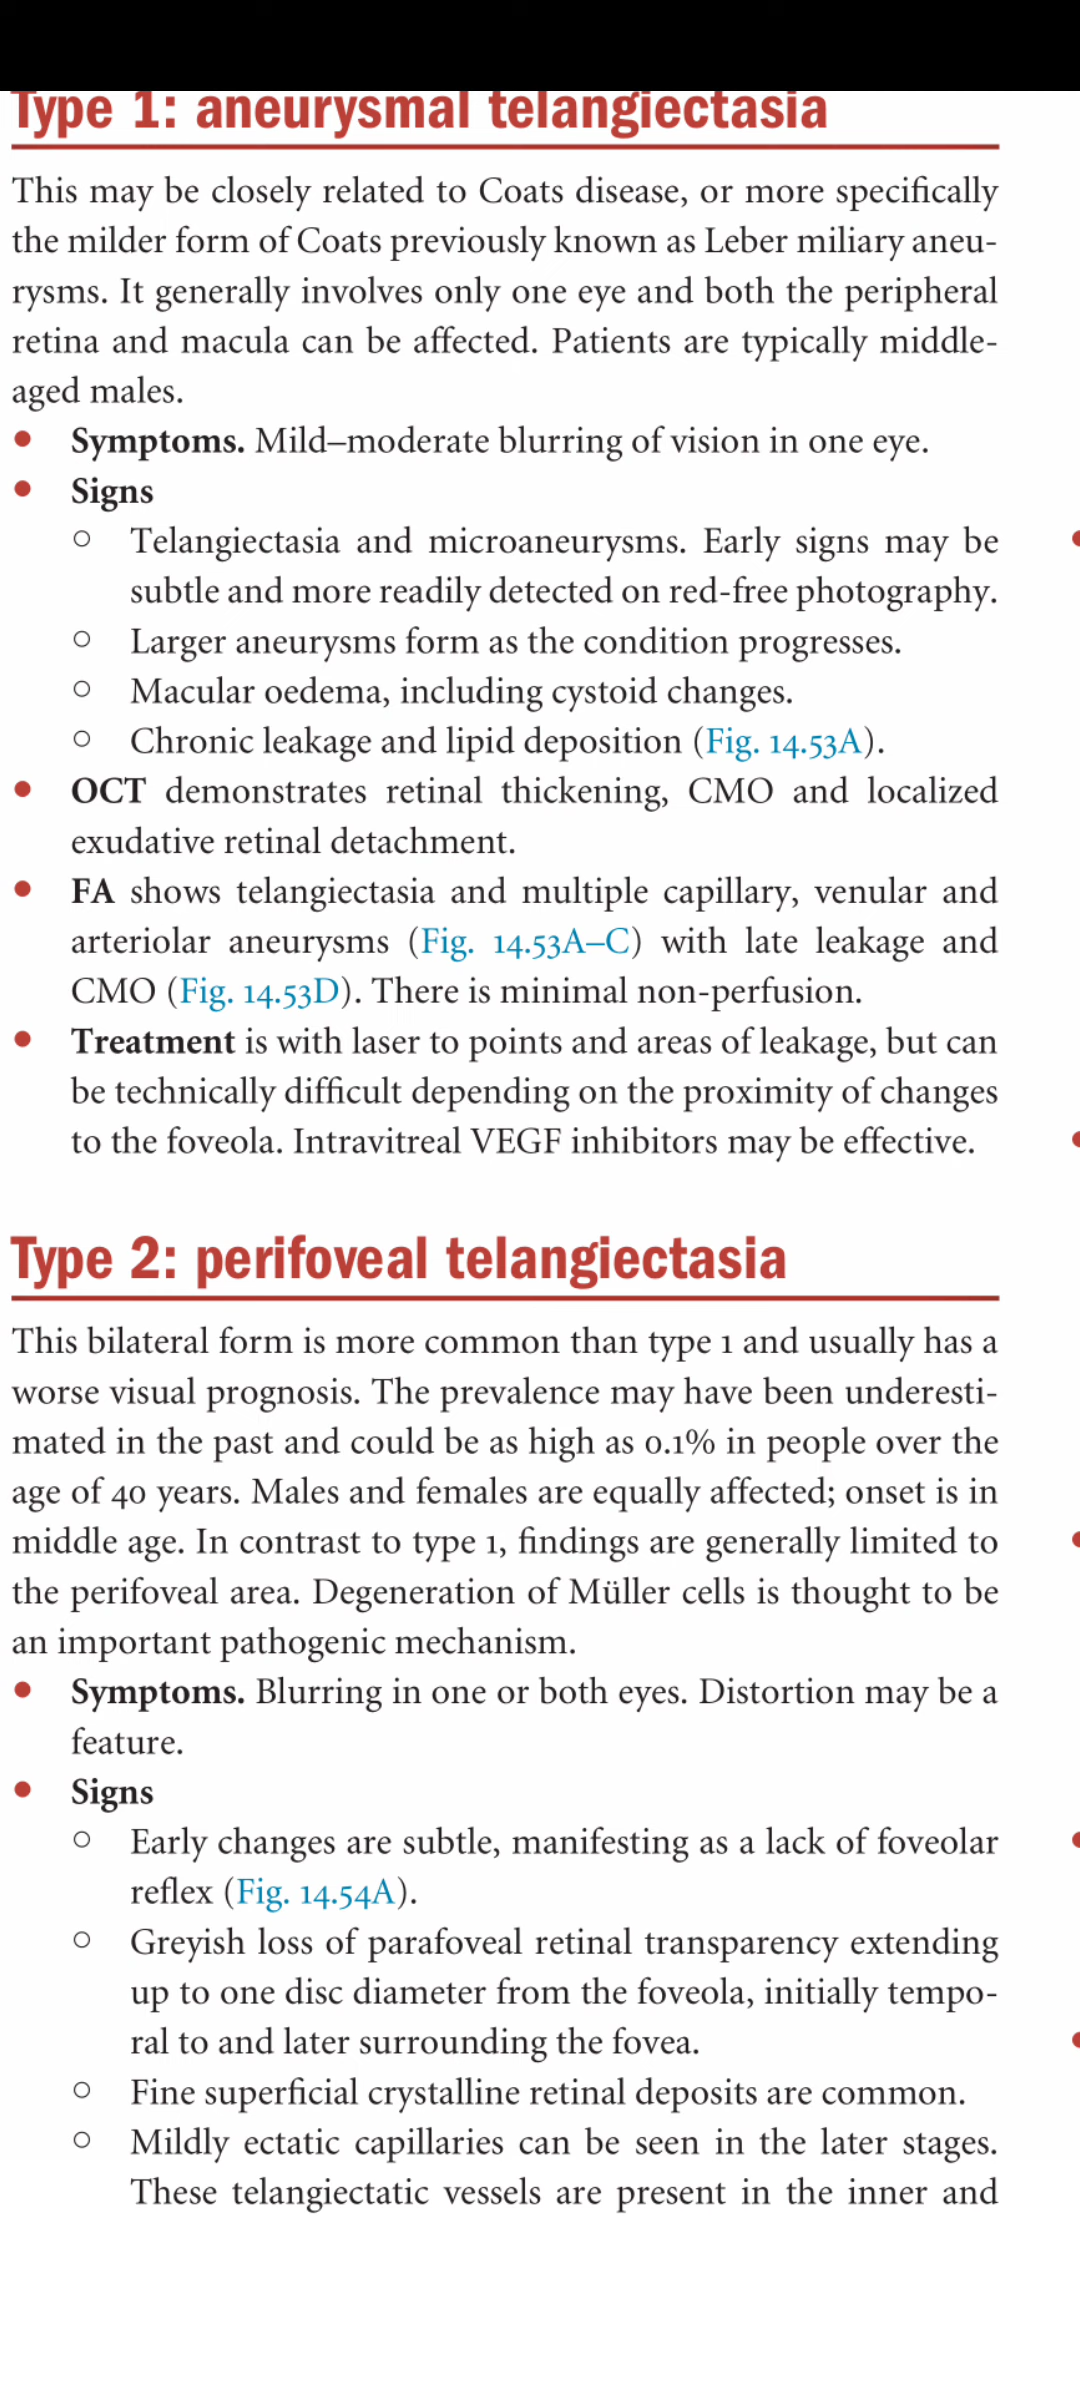 Type 1: aneurysmal telangiectasia
This may be closely related to Coats disease, or more specifically
the milder form of Coats previously known as Leber miliary aneu-
rysms. It generally involves only one eye and both the peripheral
retina and macula can be affected. Patients are typically middle-
aged males.
• Symptoms. Mild–moderate blurring of vision in one eye.
• Signs
○ Telangiectasia and microaneurysms. Early signs may be
subtle and more readily detected on red-free photography.
○ Larger aneurysms form as the condition progresses.
○ Macular oedema, including cystoid changes.
○ Chronic leakage and lipid deposition (Fig. 14.53A).
• OCT demonstrates retinal thickening, CMO and localized
exudative retinal detachment.
• FA shows telangiectasia and multiple capillary, venular and
arteriolar aneurysms (Fig. 14.53A–C) with late leakage and
CMO (Fig. 14.53D). There is minimal non-perfusion.
• Treatment is with laser to points and areas of leakage, but can
be technically difficult depending on the proximity of changes
to the foveola. Intravitreal VEGF inhibitors may be effective.
Type 2: perifoveal telangiectasia
This bilateral form is more common than type 1 and usually has a
worse visual prognosis. The prevalence may have been underesti-
mated in the past and could be as high as 0.1% in people over the
age of 40 years. Males and females are equally affected; onset is in
middle age. In contrast to type 1, findings are generally limited to
the perifoveal area. Degeneration of Müller cells is thought to be
an important pathogenic mechanism.
• Symptoms. Blurring in one or both eyes. Distortion may be a
feature.
• Signs
○ Early changes are subtle, manifesting as a lack of foveolar
reflex (Fig. 14.54A).
○ Greyish loss of parafoveal retinal transparency extending
up to one disc diameter from the foveola, initially tempo-
ral to and later surrounding the fovea.
○ Fine superficial crystalline retinal deposits are common.
○ Mildly ectatic capillaries can be seen in the later stages.
These telangiectatic vessels are present in the inner and